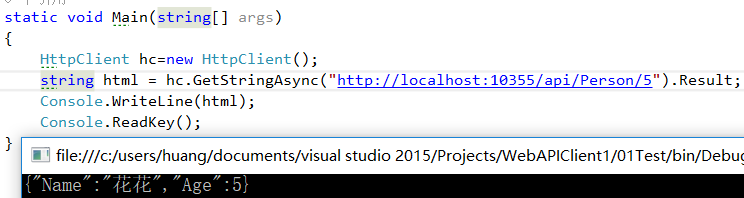 static void Main(string[] args)
{
HttpClient hc=new HttpClient();
string html = hc.GetStringAsync("http://localhost:10355/api/Person/5").Result;
Console.WriteLine(html);
Console.ReadKey();
}
file:///c:/users/huang/documents/visual studio 2015/Projects/WebAPIClient1/01Test/bin/Debug
{"Name":"花花","Age":5}